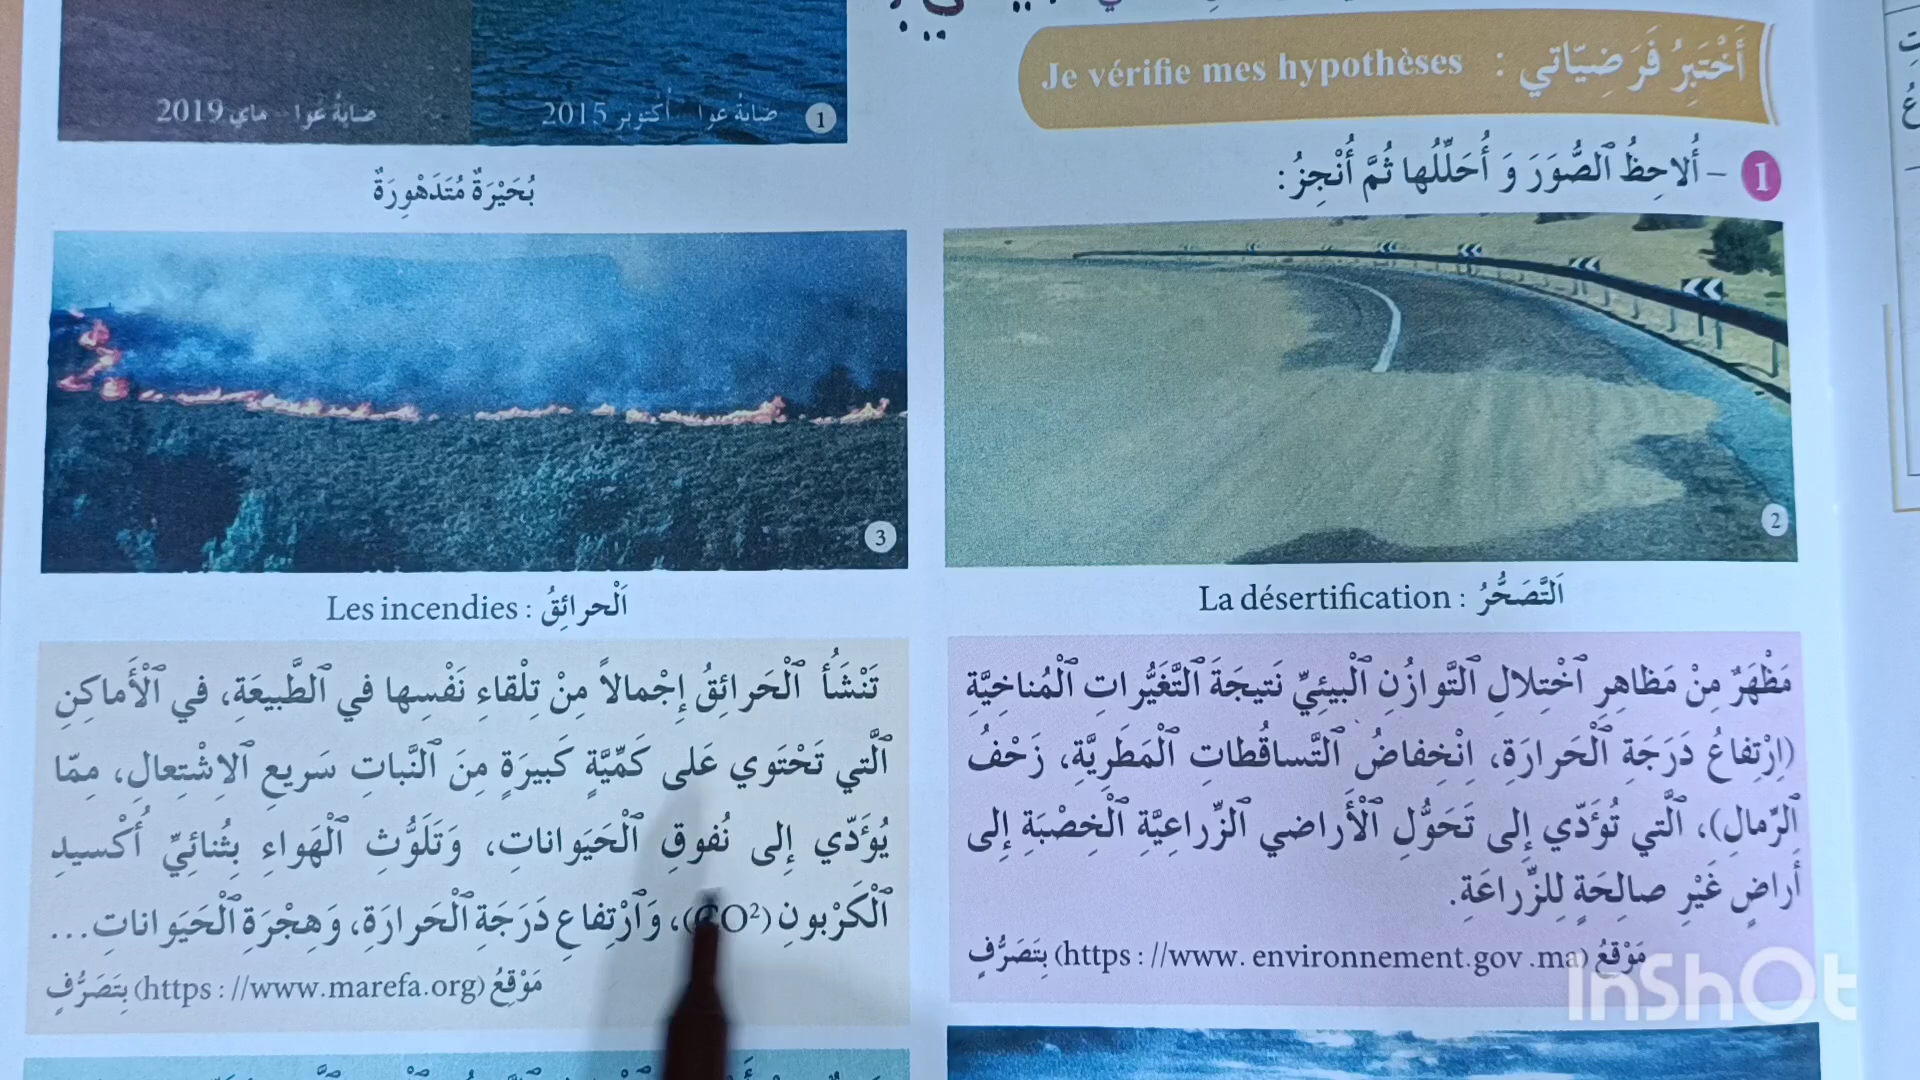 أَخْتَبِرُ فَرَضِيّاتي : Je vérifie mes hypothèses
1 – أُلاحِظُ ٱلصُّوَرَ وَ أُحَلِّلُها ثُمَّ أُنْجِزُ :
2
اَلتَّصَحُّرُ : La désertification
مَظْهَرٌ مِنْ مَظاهِرِ ٱخْتِلالِ ٱلتَّوازُنِ ٱلْبيئِيِّ نَتيجَةَ ٱلتَّغَيُّراتِ ٱلْمُناخِيَّةِ
(اِرْتِفاعُ دَرَجَةِ ٱلْحَرارَةِ، اِنْخِفاضُ ٱلتَّساقُطاتِ ٱلْمَطَرِيَّةِ، زَحْفُ
ٱلرِّمالِ)، ٱلَّتي تُؤَدّي إِلى تَحَوُّلِ ٱلْأَراضي ٱلزِّراعِيَّةِ ٱلْخِصْبَةِ إِلى
أَراضٍ غَيْرِ صالِحَةٍ لِلزِّراعَةِ.
مَوْقِعُ (https : //www. environnement.gov .ma) بِتَصَرُّفٍ
ضاية عوا أكتوبر 2015
ضاية عوا ماي 2019
1
بُحَيْرَةٌ مُتَدَهْوِرَةٌ
3
اَلْحرائِقُ : Les incendies
تَنْشَأُ ٱلْحَرائِقُ إِجْمالاً مِنْ تِلْقاءِ نَفْسِها في ٱلطَّبيعَةِ، في ٱلْأَماكِنِ
ٱلَّتي تَحْتَوي عَلى كَمِّيَّةٍ كَبيرَةٍ مِنَ ٱلنَّباتِ سَريعِ ٱلِاشْتِعالِ، مِمّا
يُؤَدّي إِلى نُفوقِ ٱلْحَيَواناتِ، وَتَلَوُّثِ ٱلْهَواءِ بِثُنائِيِّ أُكْسيدِ
ٱلْكَرْبونِ (CO²)، وَٱرْتِفاعِ دَرَجَةِ ٱلْحَرارَةِ، وَهِجْرَةِ ٱلْحَيَواناتِ...
مَوْقِعُ (https : //www.marefa.org) بِتَصَرُّفٍ
InShOt